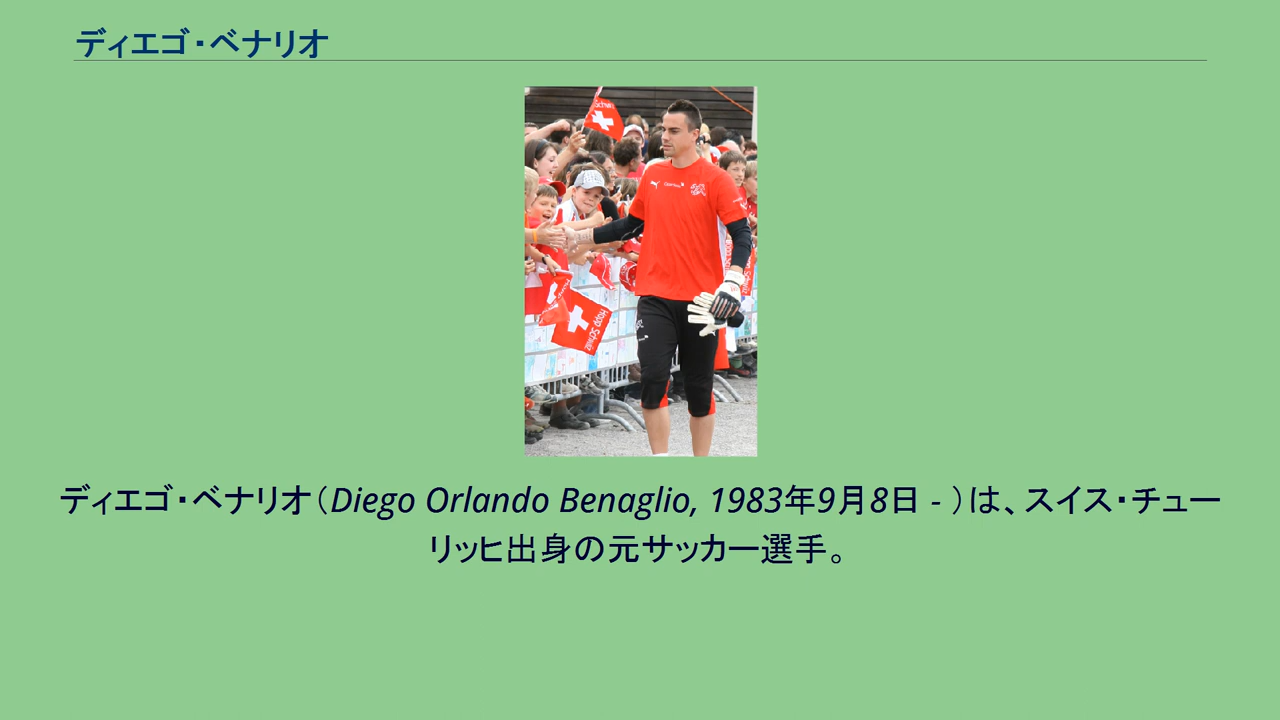 ディエゴ・ベナリオ
Hopp Schwiiz
ディエゴ・ベナリオ（Diego Orlando Benaglio, 1983年9月8日 - ）は、スイス・チュー
リッヒ出身の元サッカー選手。